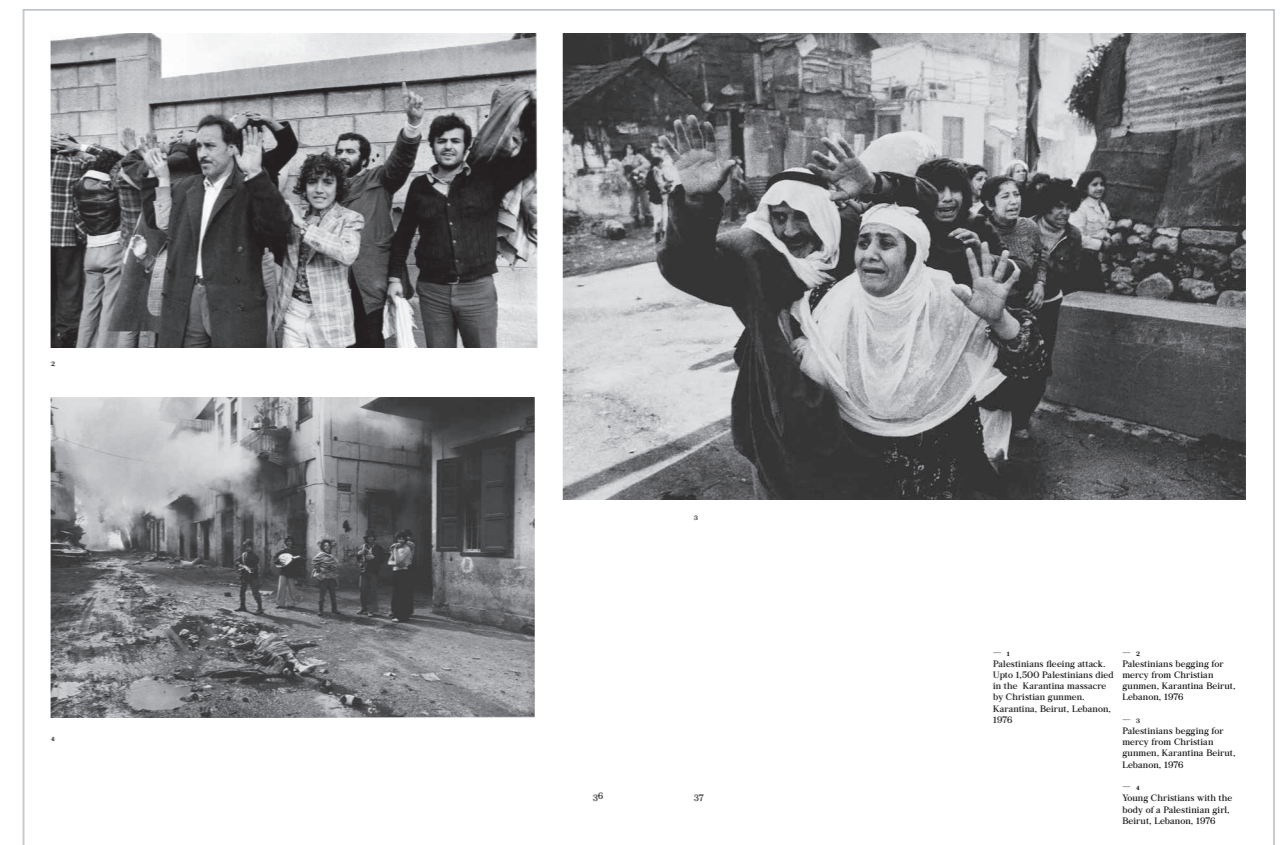 2
4
3
— 1
Palestinians fleeing attack.
Upto 1,500 Palestinians died
in the Karantina massacre
by Christian gunmen.
Karantina, Beirut, Lebanon,
1976
— 2
Palestinians begging for
mercy from Christian
gunmen, Karantina Beirut,
Lebanon, 1976
— 3
Palestinians begging for
mercy from Christian
gunmen, Karantina Beirut,
Lebanon, 1976
— 4
Young Christians with the
body of a Palestinian girl,
Beirut, Lebanon, 1976
36
37